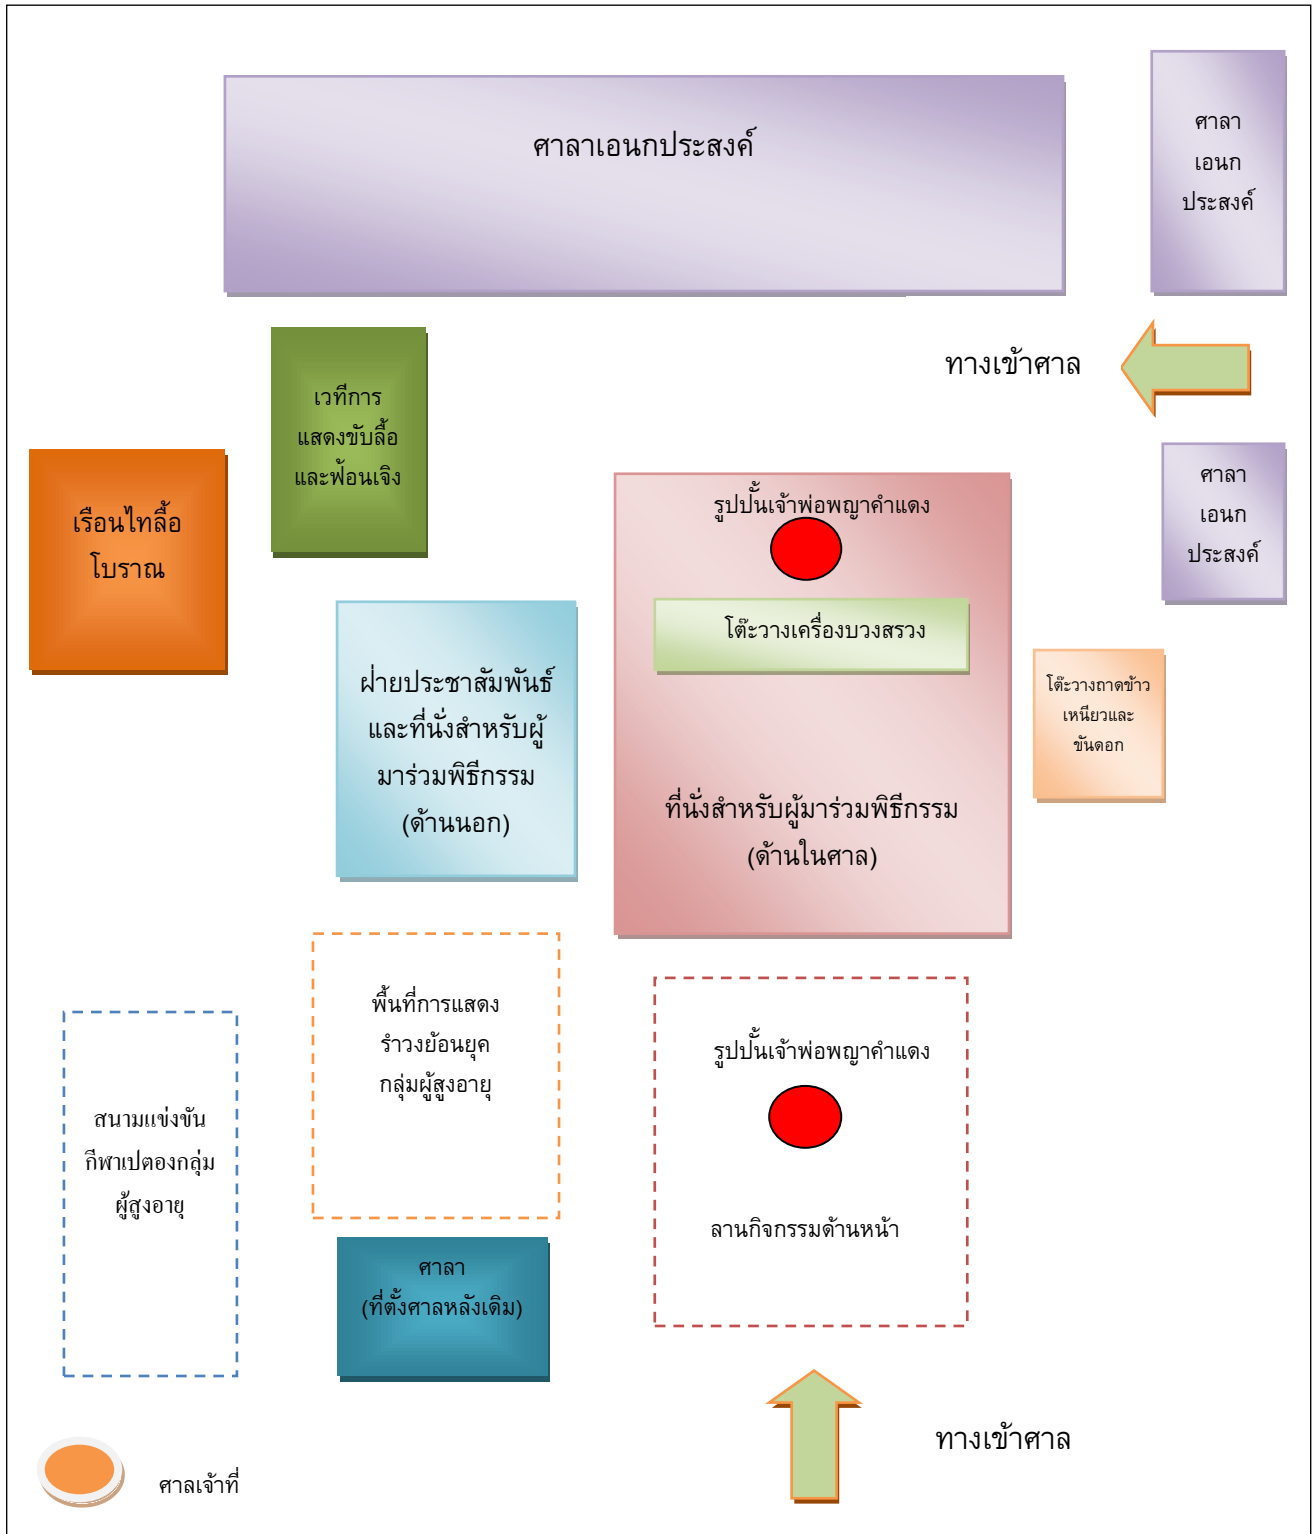 ศาลาเอนกประสงค์
ศาลา
เอนก
ประสงค์
ทางเข้าศาล
เวทีการ
แสดงขับลื้อ
และฟ้อนเจิง
ศาลา
เอนก
ประสงค์
เรือนไทลื้อ
โบราณ
รูปปั้นเจ้าพ่อพญาคำแดง
โต๊ะวางเครื่องบวงสรวง
ฝ่ายประชาสัมพันธ์
และที่นั่งสำหรับผู้
มาร่วมพิธีกรรม
(ด้านนอก)
โต๊ะวางถาดข้าว
เหนียวและ
ขันดอก
ที่นั่งสำหรับผู้มาร่วมพิธีกรรม
(ด้านในศาล)
พื้นที่การแสดง
รำวงย้อนยุค
กลุ่มผู้สูงอายุ
รูปปั้นเจ้าพ่อพญาคำแดง
สนามแข่งขัน
กีฬาเปตองกลุ่ม
ผู้สูงอายุ
ลานกิจกรรมด้านหน้า
ศาลา
(ที่ตั้งศาลหลังเดิม)
ทางเข้าศาล
ศาลเจ้าที่